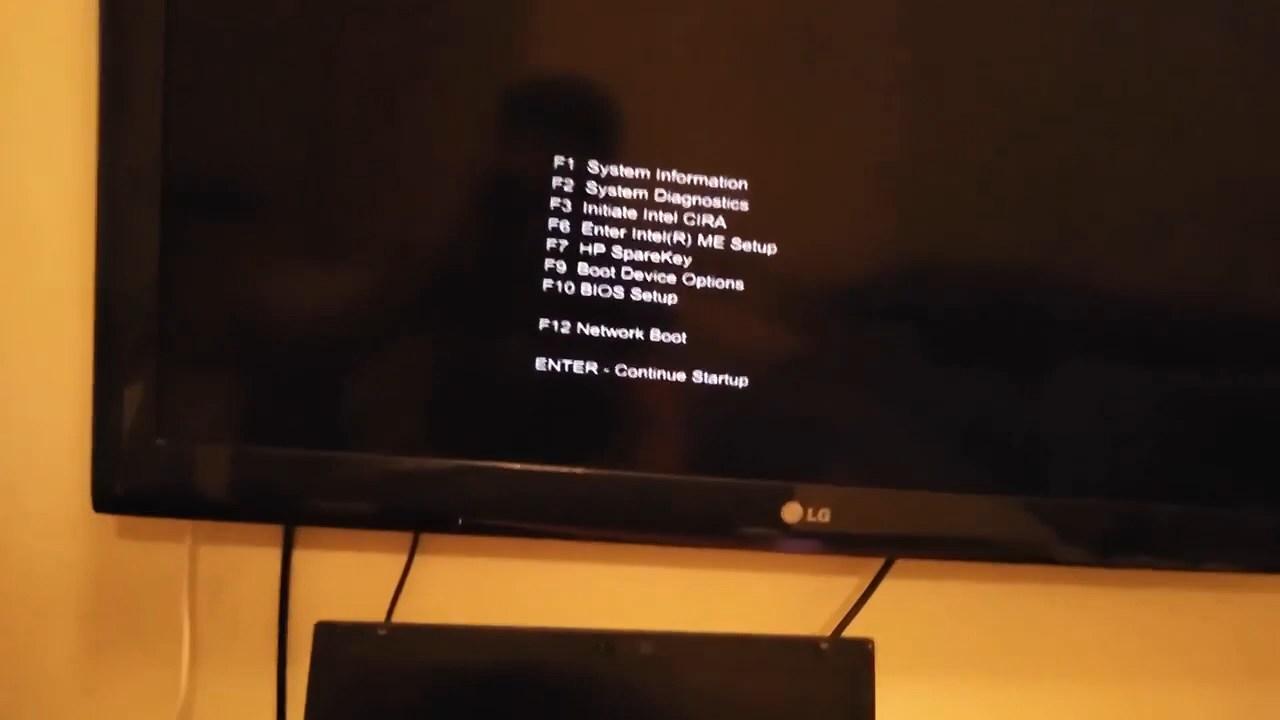 F1 System Information
F2 System Diagnostics
F3 Initiate Intel CIRA
F6 Enter Intel(R) ME Setup
F7 HP SpareKey
F9 Boot Device Options
F10 BIOS Setup
F12 Network Boot
ENTER - Continue Startup
LG